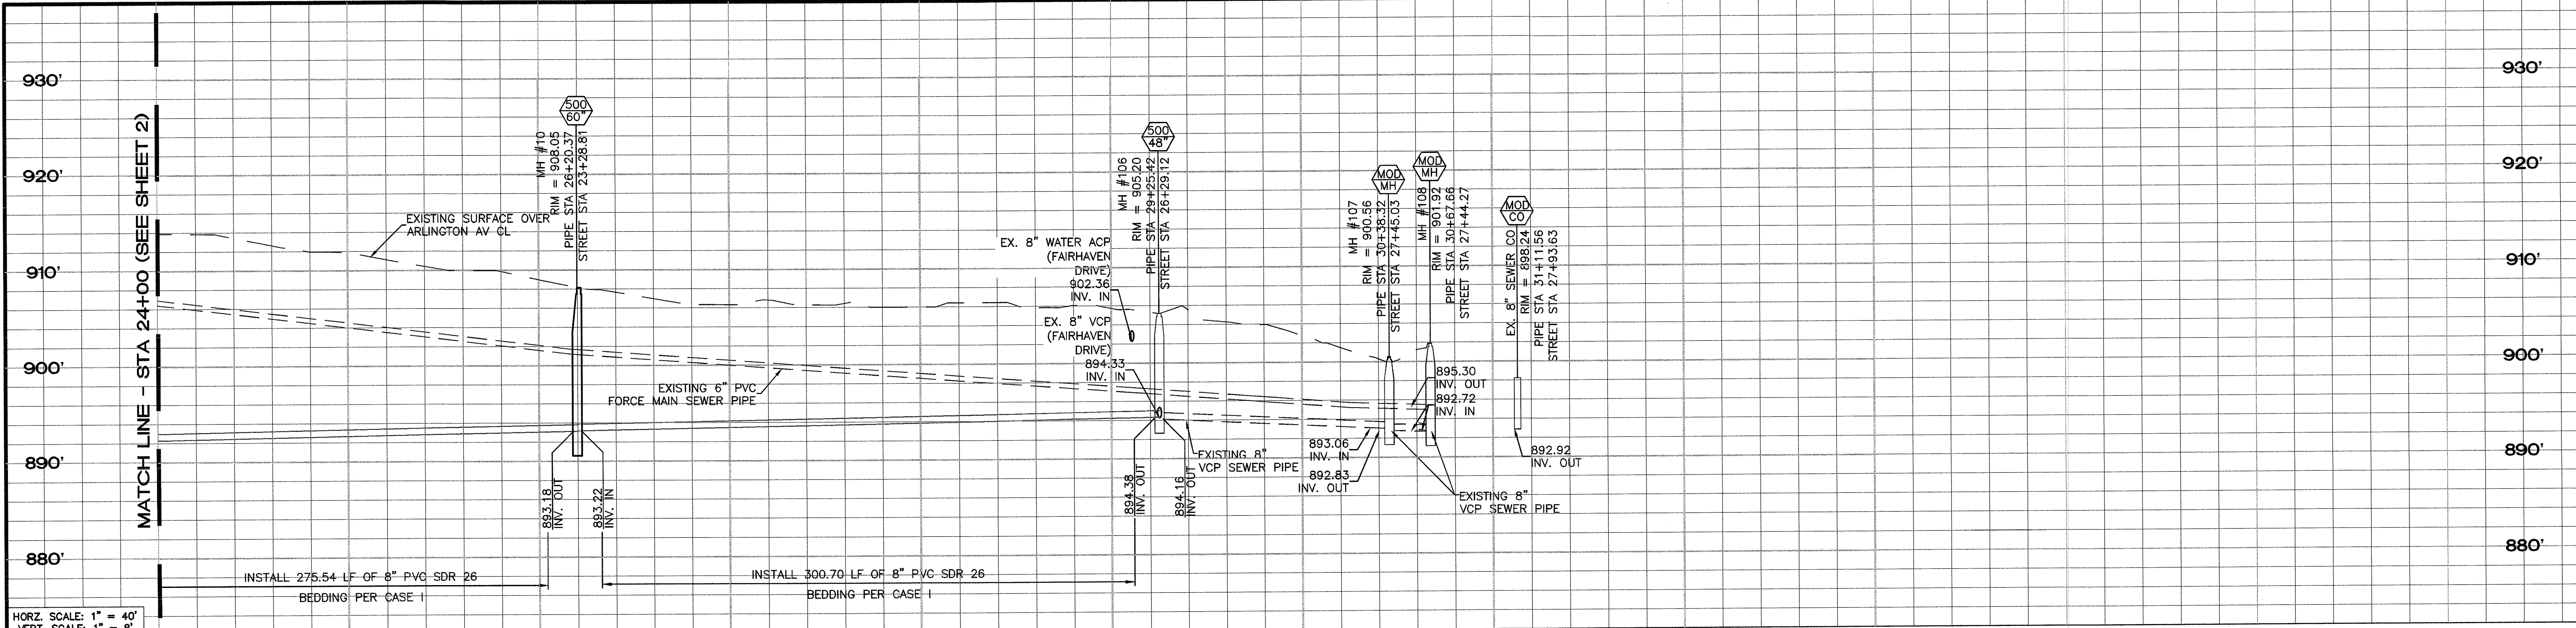 930'
920'
910'
900'
890'
880'
MATCH LINE - STA 24+00 (SEE SHEET 2)
HORZ. SCALE: 1" = 40'
VERT. SCALE: 1" = 8'
EXISTING SURFACE OVER
ARLINGTON AV CL
500
60"
MH #10
RIM = 908.05
PIPE STA 26+20.37
STREET STA 23+28.81
EXISTING 6" PVC
FORCE MAIN SEWER PIPE
893.18
INV. OUT
893.22
INV. IN
INSTALL 275.54 LF OF 8" PVC SDR 26
BEDDING PER CASE I
INSTALL 300.70 LF OF 8" PVC SDR 26
BEDDING PER CASE I
500
48"
MH #106
RIM = 905.20
PIPE STA 29+25.42
STREET STA 26+29.12
EX. 8" WATER ACP
(FAIRHAVEN
DRIVE)
902.36
INV. IN
EX. 8" VCP
(FAIRHAVEN
DRIVE)
894.33
INV. IN
894.38
INV. OUT
894.16
INV. OUT
EXISTING 8"
VCP SEWER PIPE
MOD
MH
MH #107
RIM = 900.56
PIPE STA 30+38.32
STREET STA 27+45.03
893.06
INV. IN
892.83
INV. OUT
MOD
MH
MH #108
RIM = 901.92
PIPE STA 30+67.66
STREET STA 27+44.27
895.30
INV. OUT
892.72
INV. IN
EXISTING 8"
VCP SEWER PIPE
MOD
CO
EX. 8" SEWER CO
RIM = 898.24
PIPE STA 31+11.56
STREET STA 27+93.63
892.92
INV. OUT
930'
920'
910'
900'
890'
880'